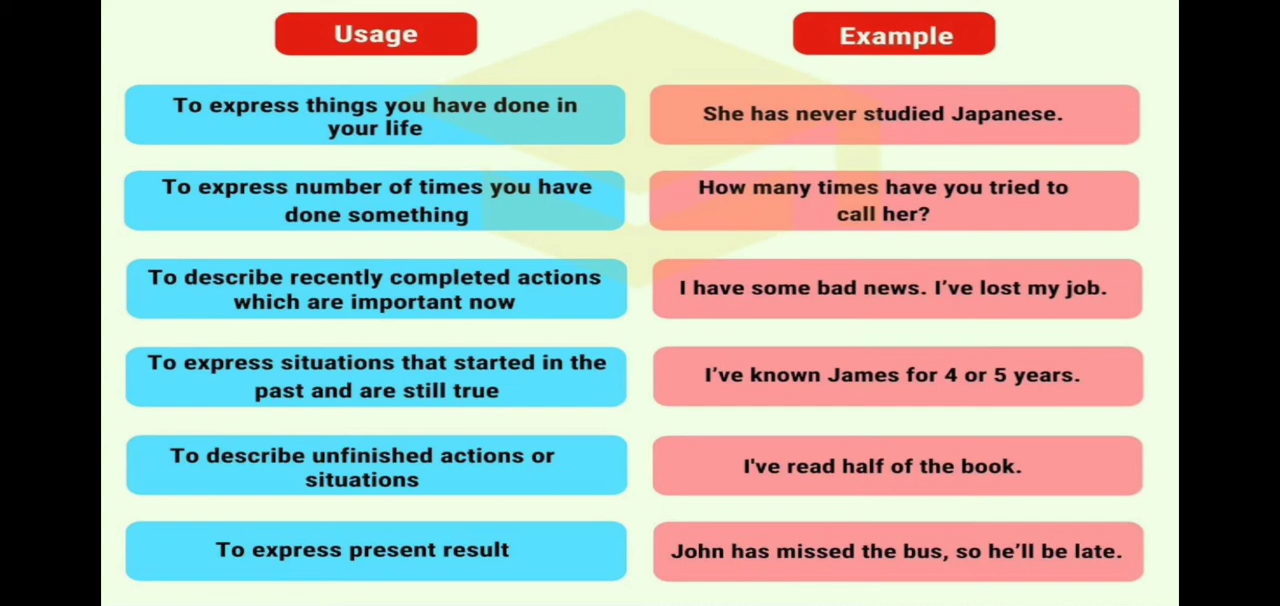 Usage
Example
To express things you have done in
your life
She has never studied Japanese.
To express number of times you have
done something
How many times have you tried to
call her?
To describe recently completed actions
which are important now
I have some bad news. I’ve lost my job.
To express situations that started in the
past and are still true
I’ve known James for 4 or 5 years.
To describe unfinished actions or
situations
I've read half of the book.
To express present result
John has missed the bus, so he’ll be late.